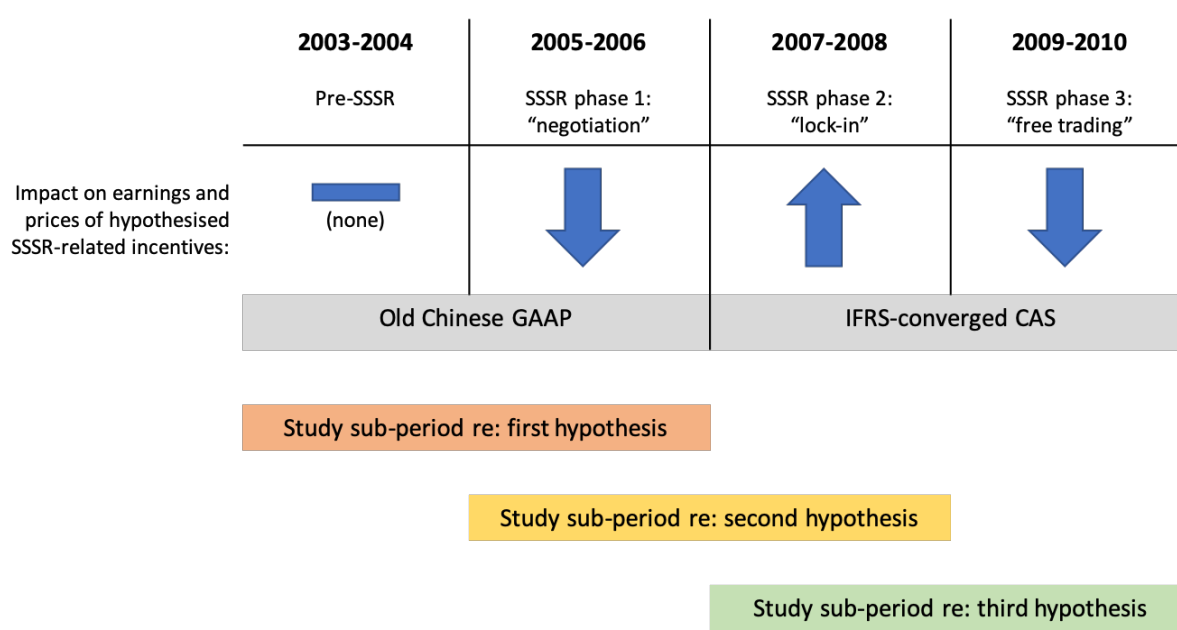 2003-2004
2005-2006
2007-2008
2009-2010
Pre-SSSR
SSSR phase 1:
“negotiation”
SSSR phase 2:
“lock-in”
SSSR phase 3:
“free trading”
Impact on earnings and
prices of hypothesised
SSSR-related incentives:
(none)
Old Chinese GAAP
IFRS-converged CAS
Study sub-period re: first hypothesis
Study sub-period re: second hypothesis
Study sub-period re: third hypothesis